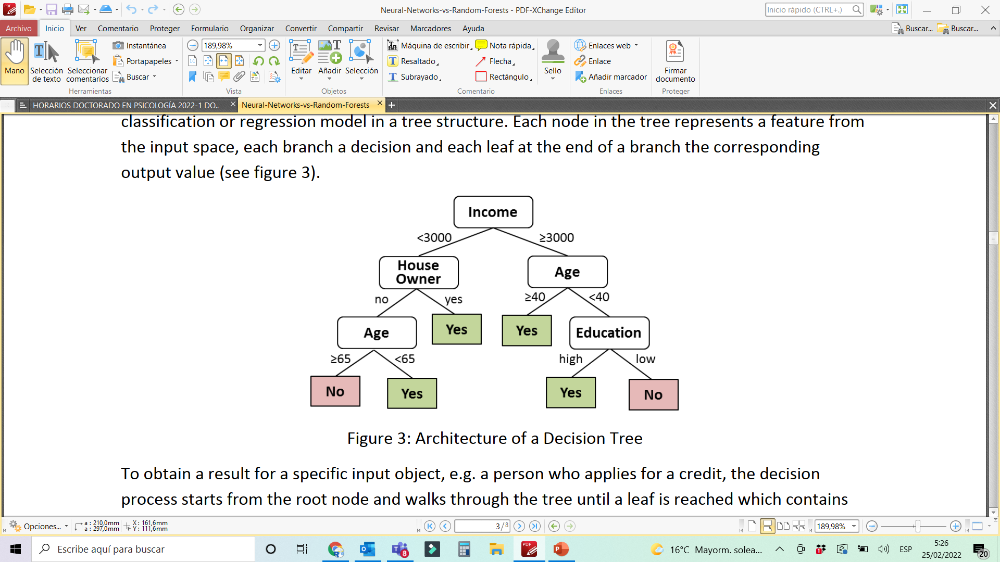 Neural-Networks-vs-Random-Forests - PDF-XChange Editor
Inicio rápido (CTRL+.)
Archivo Inicio Ver Comentario Proteger Formulario Organizar Convertir Compartir Revisar Marcadores Ayuda Buscar... Buscar...
Mano
Selección de texto
Seleccionar comentarios
Instantánea
Portapapeles
Buscar
Herramientas
189,98%
1:1
Vista
Editar
Añadir
Selección
Objetos
Máquina de escribir
Resaltado
Subrayado
Nota rápida
Flecha
Rectángulo
Sello
Comentario
Enlaces web
Enlace
Añadir marcador
Enlaces
Firmar documento
Proteger
HORARIOS DOCTORADO EN PSICOLOGÍA 2022-1 DO..
Neural-Networks-vs-Random-Forests
classification or regression model in a tree structure. Each node in the tree represents a feature from
the input space, each branch a decision and each leaf at the end of a branch the corresponding
output value (see figure 3).
Income
<3000 ≥3000
House
Owner
Age
no yes ≥40 <40
Age Yes Yes Education
≥65 <65 high low
No Yes Yes No
Figure 3: Architecture of a Decision Tree
To obtain a result for a specific input object, e.g. a person who applies for a credit, the decision
process starts from the root node and walks through the tree until a leaf is reached which contains
Opciones...
a : 210,0mm
a : 297,0mm
X : 161,6mm
Y : 111,6mm
3 / 8
189,98%
Escribe aquí para buscar
8
16°C Mayorm. solea...
1
ESP
5:26
25/02/2022
20